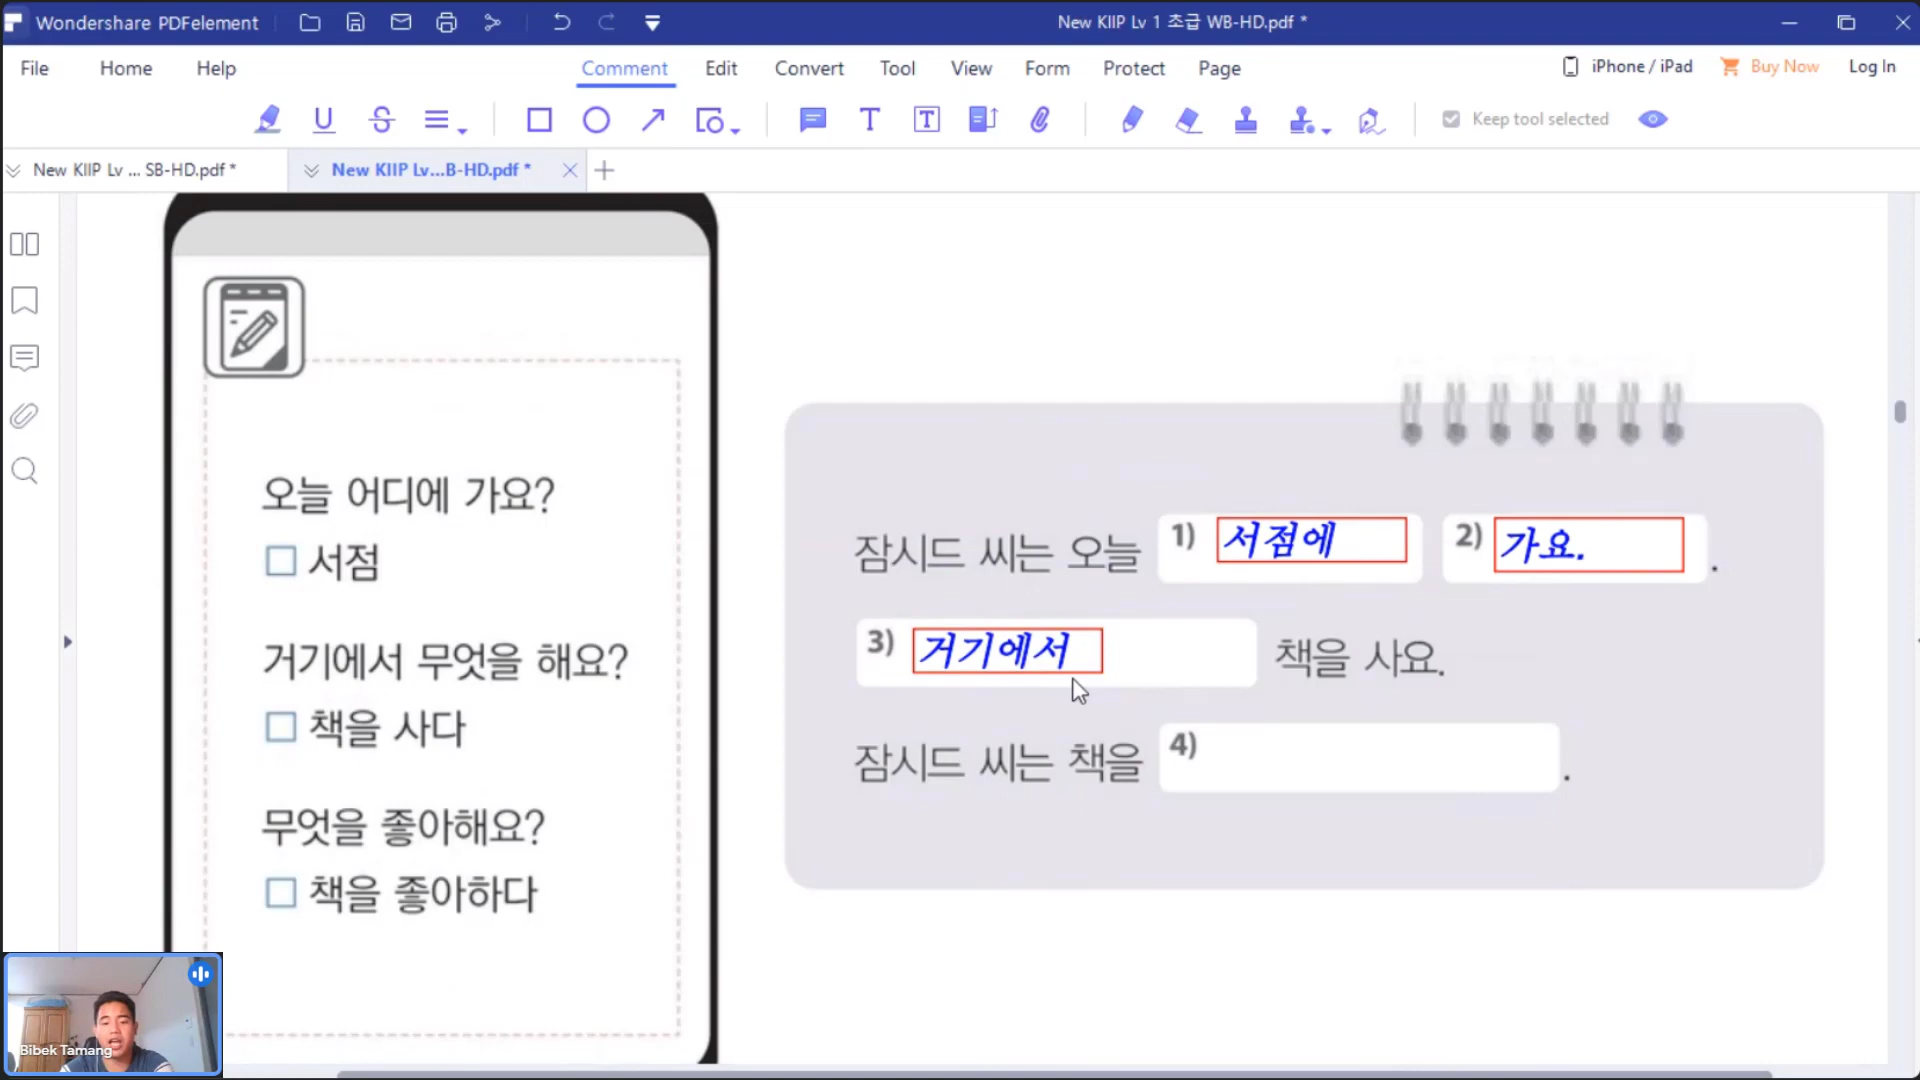 Wondershare PDFelement
New KIIP Lv 1 초급 WB-HD.pdf *
File Home Help Comment Edit Convert Tool View Form Protect Page iPhone / iPad Buy Now Log In
Keep tool selected
New KIIP Lv ... SB-HD.pdf *
New KIIP Lv...B-HD.pdf *
오늘 어디에 가요?
서점
거기에서 무엇을 해요?
책을 사다
무엇을 좋아해요?
책을 좋아하다
잠시드 씨는 오늘 1) 서점에 2) 가요. .
3) 거기에서 책을 사요.
잠시드 씨는 책을 4) .
Bibek Tamang